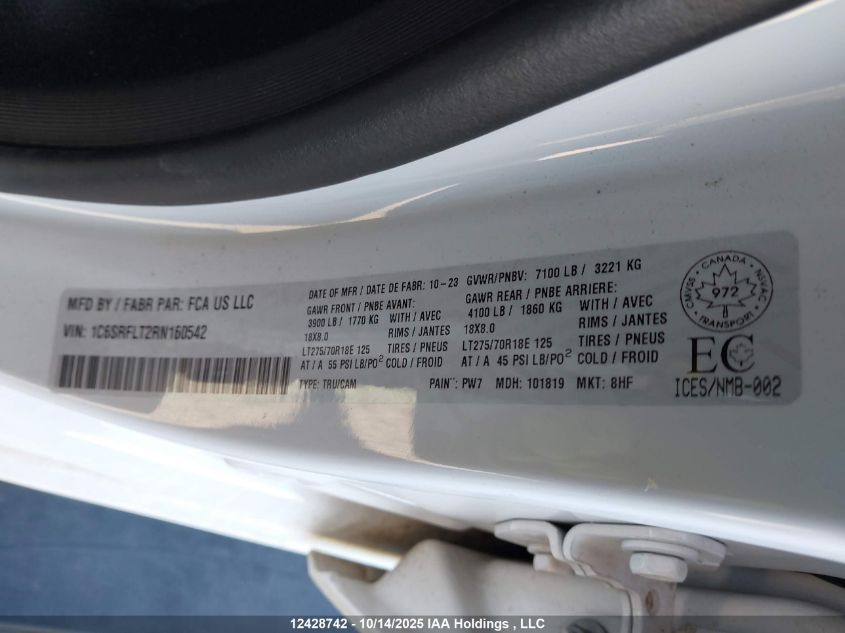 MFD BY / FABR PAR: FCA US LLC
VIN: 1C6SRFLT2RN160542
DATE OF MFR / DATE DE FABR: 10-23
GAWR FRONT / PNBE AVANT:
3900 LB / 1770 KG WITH / AVEC
18X8.0 RIMS / JANTES
LT275/70R18E 125 TIRES / PNEUS
AT / A 55 PSI LB/PO² COLD / FROID
TYPE: TRU/CAM
GVWR/PNBV: 7100 LB / 3221 KG
GAWR REAR / PNBE ARRIERE:
4100 LB / 1860 KG WITH / AVEC
18X8.0 RIMS / JANTES
LT275/70R18E 125 TIRES / PNEUS
AT / A 45 PSI LB/PO² COLD / FROID
PAIN: PW7 MDH: 101819 MKT: 8HF
CANADA
CMVSS NSVAC
972
TRANSPORT
EC
ICES/NMB-002
12428742 - 10/14/2025 IAA Holdings , LLC